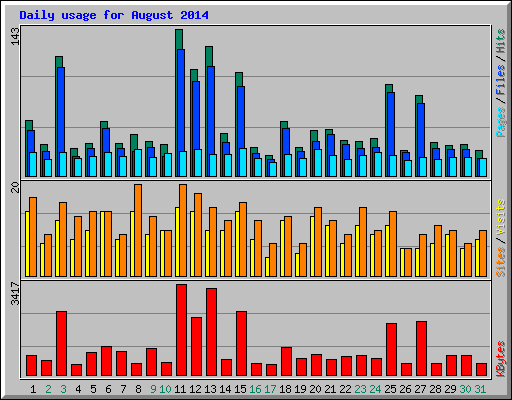 Daily usage for August 2014
143
Pages/Files/Hits
20
Sites/Visits
3417
KBytes
1 2 3 4 5 6 7 8 9 10 11 12 13 14 15 16 17 18 19 20 21 22 23 24 25 26 27 28 29 30 31